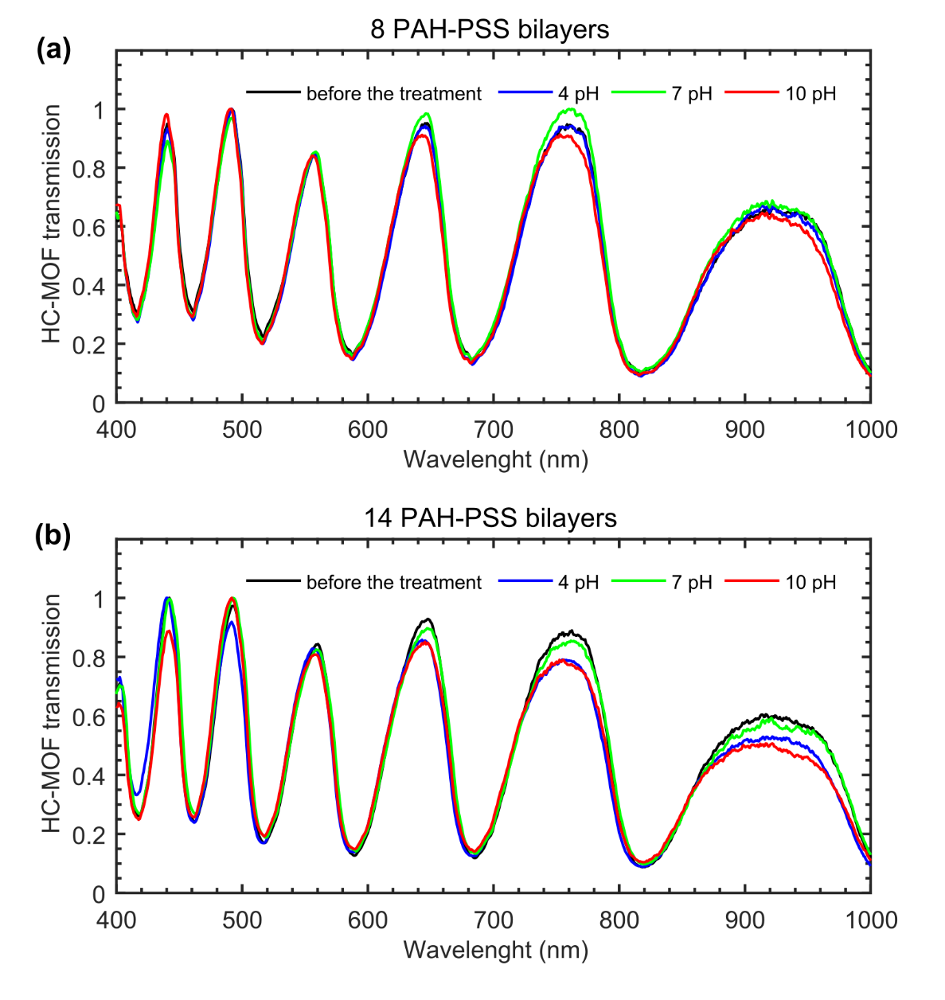 8 PAH-PSS bilayers
(a)
before the treatment 4 pH 7 pH 10 pH
HC-MOF transmission
1
0.8
0.6
0.4
0.2
0
400 500 600 700 800 900 1000
Wavelenght (nm)
14 PAH-PSS bilayers
(b)
before the treatment 4 pH 7 pH 10 pH
HC-MOF transmission
1
0.8
0.6
0.4
0.2
0
400 500 600 700 800 900 1000
Wavelenght (nm)